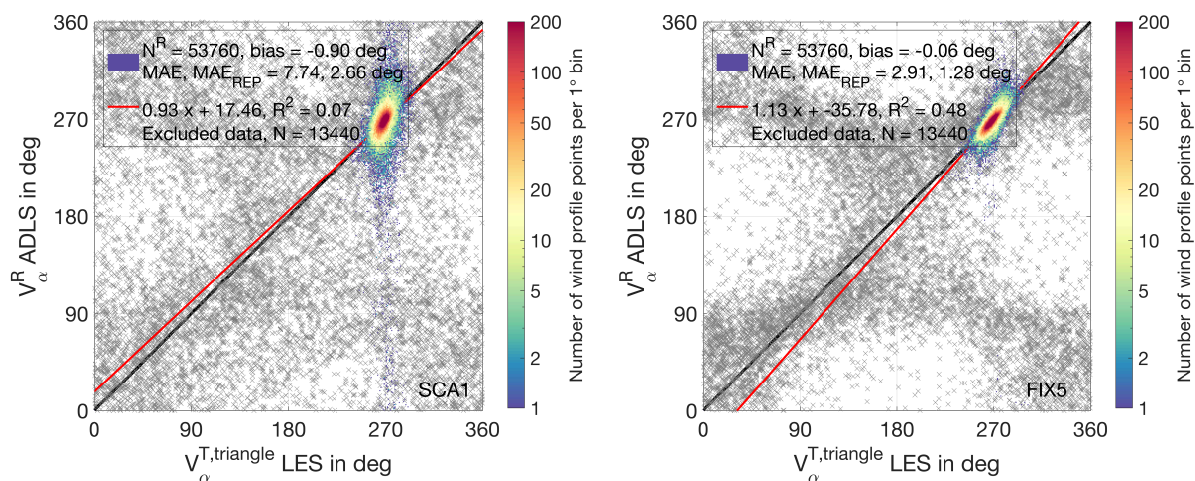 360
270
180
90
0
0 90 180 270 360
V_α^R ADLS in deg
V_α^{T,triangle} LES in deg
N^R = 53760, bias = -0.90 deg
MAE, MAE_REP = 7.74, 2.66 deg
0.93 x + 17.46, R^2 = 0.07
Excluded data, N = 13440
SCA1
200
100
50
20
10
5
2
1
Number of wind profile points per 1° bin
360
270
180
90
0
0 90 180 270 360
V_α^R ADLS in deg
V_α^{T,triangle} LES in deg
N^R = 53760, bias = -0.06 deg
MAE, MAE_REP = 2.91, 1.28 deg
1.13 x + -35.78, R^2 = 0.48
Excluded data, N = 13440
FIX5
200
100
50
20
10
5
2
1
Number of wind profile points per 1° bin